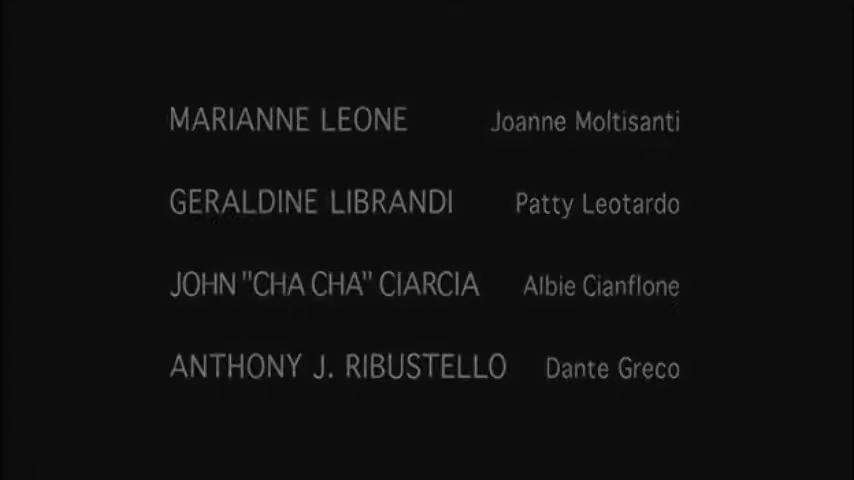 MARIANNE LEONE Joanne Moltisanti
GERALDINE LIBRANDI Patty Leotardo
JOHN "CHA CHA" CIARCIA Albie Cianflone
ANTHONY J. RIBUSTELLO Dante Greco